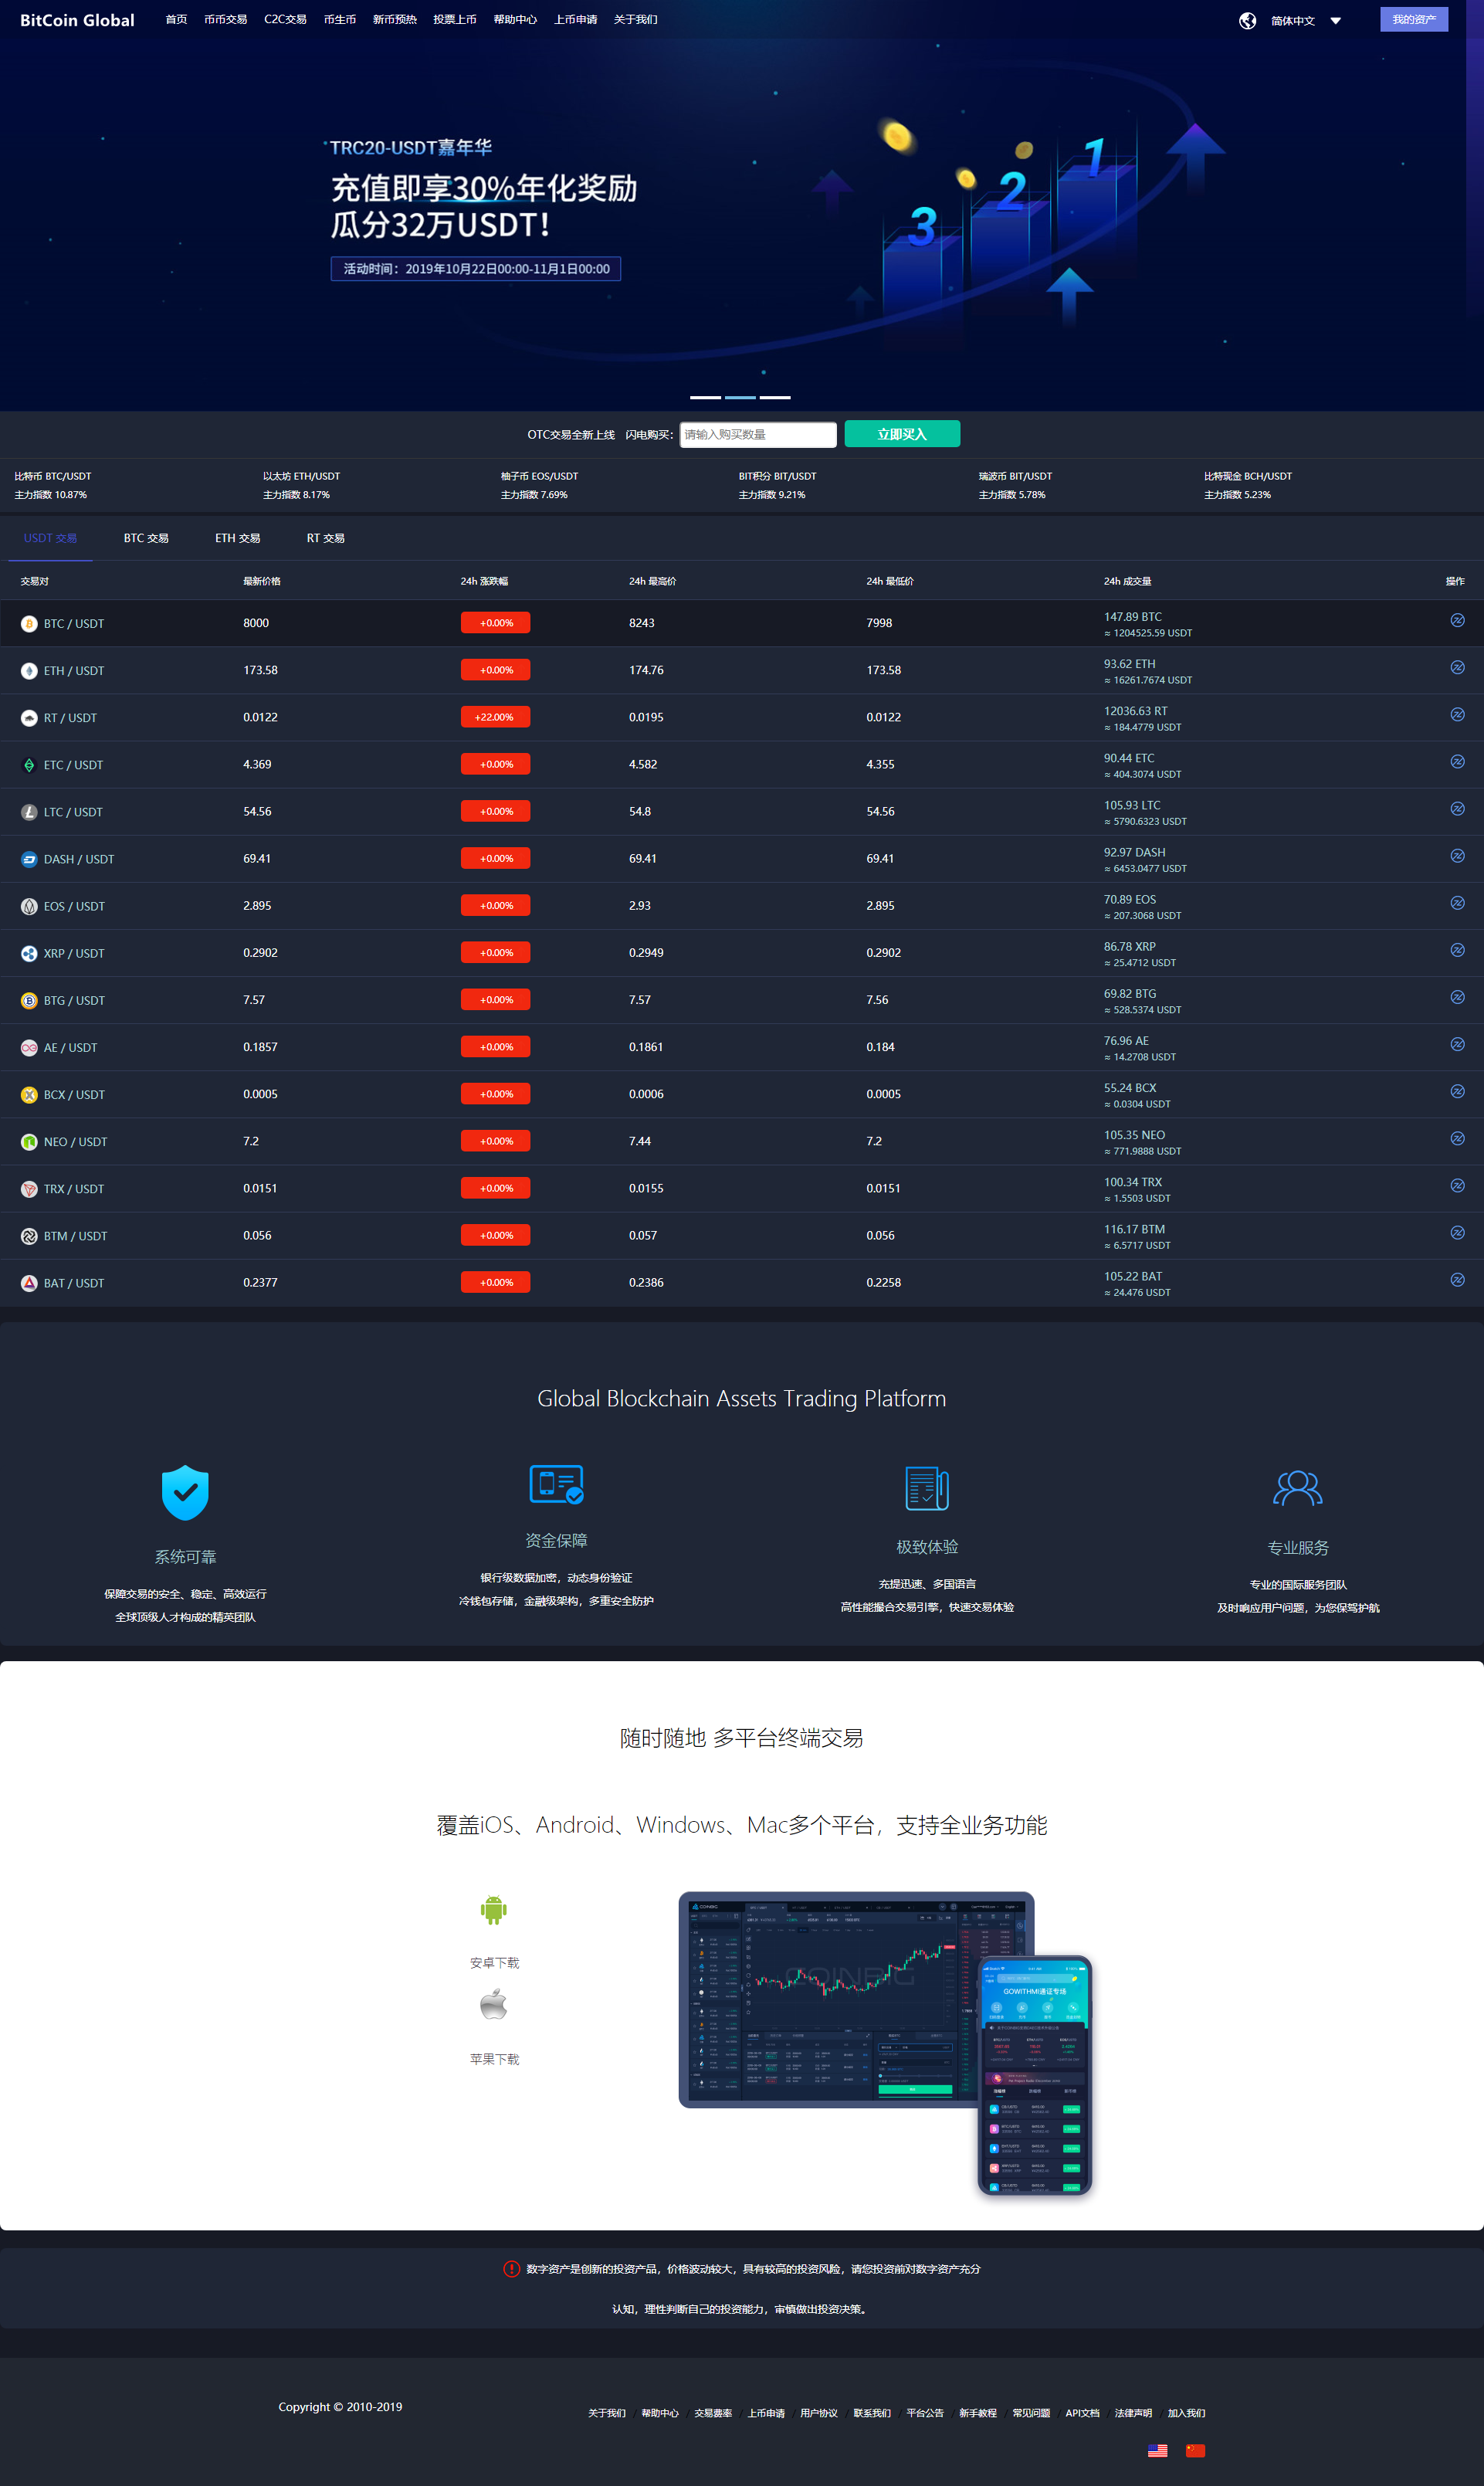 BitCoin Global 首页 币币交易 C2C交易 币生币 新币预热 投票上币 帮助中心 上币申请 关于我们 简体中文 我的资产
TRC20-USDT嘉年华
充值即享30%年化奖励
瓜分32万USDT!
活动时间：2019年10月22日00:00-11月1日00:00
3 2 1
OTC交易全新上线 闪电购买： 请输入购买数量 立即买入
比特币 BTC/USDT 以太坊 ETH/USDT 柚子币 EOS/USDT BIT积分 BIT/USDT 瑞波币 BIT/USDT 比特现金 BCH/USDT
主力指数 10.87% 主力指数 8.17% 主力指数 7.69% 主力指数 9.21% 主力指数 5.78% 主力指数 5.23%
USDT 交易 BTC 交易 ETH 交易 RT 交易
交易对 最新价格 24h 涨跌幅 24h 最高价 24h 最低价 24h 成交量 操作
BTC / USDT 8000 +0.00% 8243 7998 147.89 BTC
≈ 1204525.59 USDT
ETH / USDT 173.58 +0.00% 174.76 173.58 93.62 ETH
≈ 16261.7674 USDT
RT / USDT 0.0122 +22.00% 0.0195 0.0122 12036.63 RT
≈ 184.4779 USDT
ETC / USDT 4.369 +0.00% 4.582 4.355 90.44 ETC
≈ 404.3074 USDT
LTC / USDT 54.56 +0.00% 54.8 54.56 105.93 LTC
≈ 5790.6323 USDT
DASH / USDT 69.41 +0.00% 69.41 69.41 92.97 DASH
≈ 6453.0477 USDT
EOS / USDT 2.895 +0.00% 2.93 2.895 70.89 EOS
≈ 207.3068 USDT
XRP / USDT 0.2902 +0.00% 0.2949 0.2902 86.78 XRP
≈ 25.4712 USDT
BTG / USDT 7.57 +0.00% 7.57 7.56 69.82 BTG
≈ 528.5374 USDT
AE / USDT 0.1857 +0.00% 0.1861 0.184 76.96 AE
≈ 14.2708 USDT
BCX / USDT 0.0005 +0.00% 0.0006 0.0005 55.24 BCX
≈ 0.0304 USDT
NEO / USDT 7.2 +0.00% 7.44 7.2 105.35 NEO
≈ 771.9888 USDT
TRX / USDT 0.0151 +0.00% 0.0155 0.0151 100.34 TRX
≈ 1.5503 USDT
BTM / USDT 0.056 +0.00% 0.057 0.056 116.17 BTM
≈ 6.5717 USDT
BAT / USDT 0.2377 +0.00% 0.2386 0.2258 105.22 BAT
≈ 24.476 USDT
Global Blockchain Assets Trading Platform
系统可靠
保障交易的安全、稳定、高效运行
全球顶级人才构成的精英团队
资金保障
银行级数据加密，动态身份验证
冷钱包存储，金融级架构，多重安全防护
极致体验
充提迅速、多国语言
高性能撮合交易引擎，快速交易体验
专业服务
专业的国际服务团队
及时响应用户问题，为您保驾护航
随时随地 多平台终端交易
覆盖iOS、Android、Windows、Mac多个平台，支持全业务功能
安卓下载
苹果下载
COINBIG
COINBIG
GOWITHMI通证专场
数字资产是创新的投资产品，价格波动较大，具有较高的投资风险，请您投资前对数字资产充分
认知，理性判断自己的投资能力，审慎做出投资决策。
Copyright © 2010-2019
关于我们 / 帮助中心 / 交易费率 / 上币申请 / 用户协议 / 联系我们 / 平台公告 / 新手教程 / 常见问题 / API文档 / 法律声明 / 加入我们